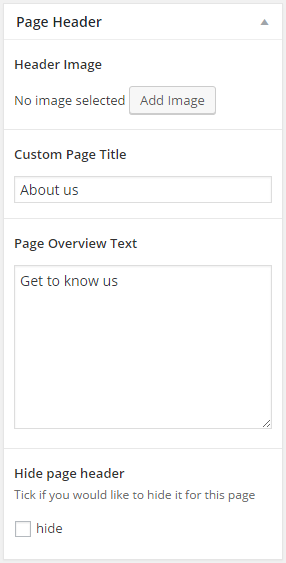 Page Header
Header Image
No image selected Add Image
Custom Page Title
About us
Page Overview Text
Get to know us
Hide page header
Tick if you would like to hide it for this page
hide